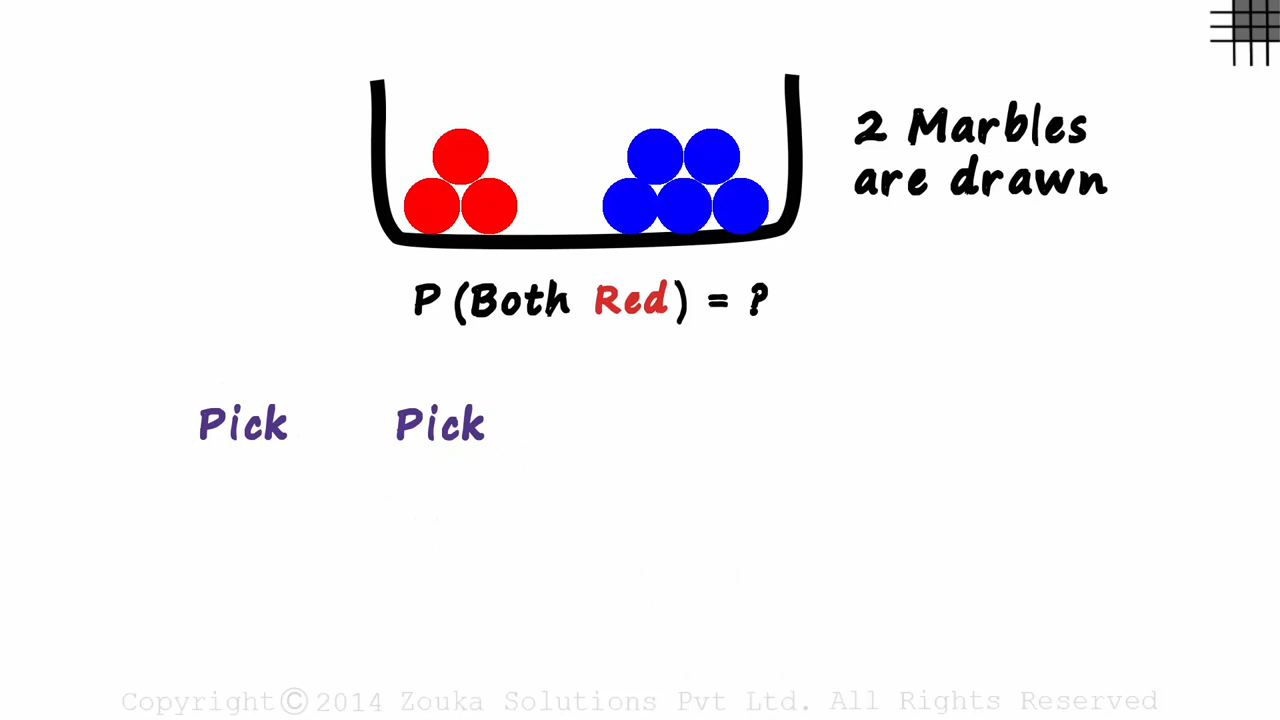 2 Marbles
are drawn
P (Both Red) = ?
Pick Pick
Copyright©2014 Zouka Solutions Pvt Ltd. All Rights Reserved